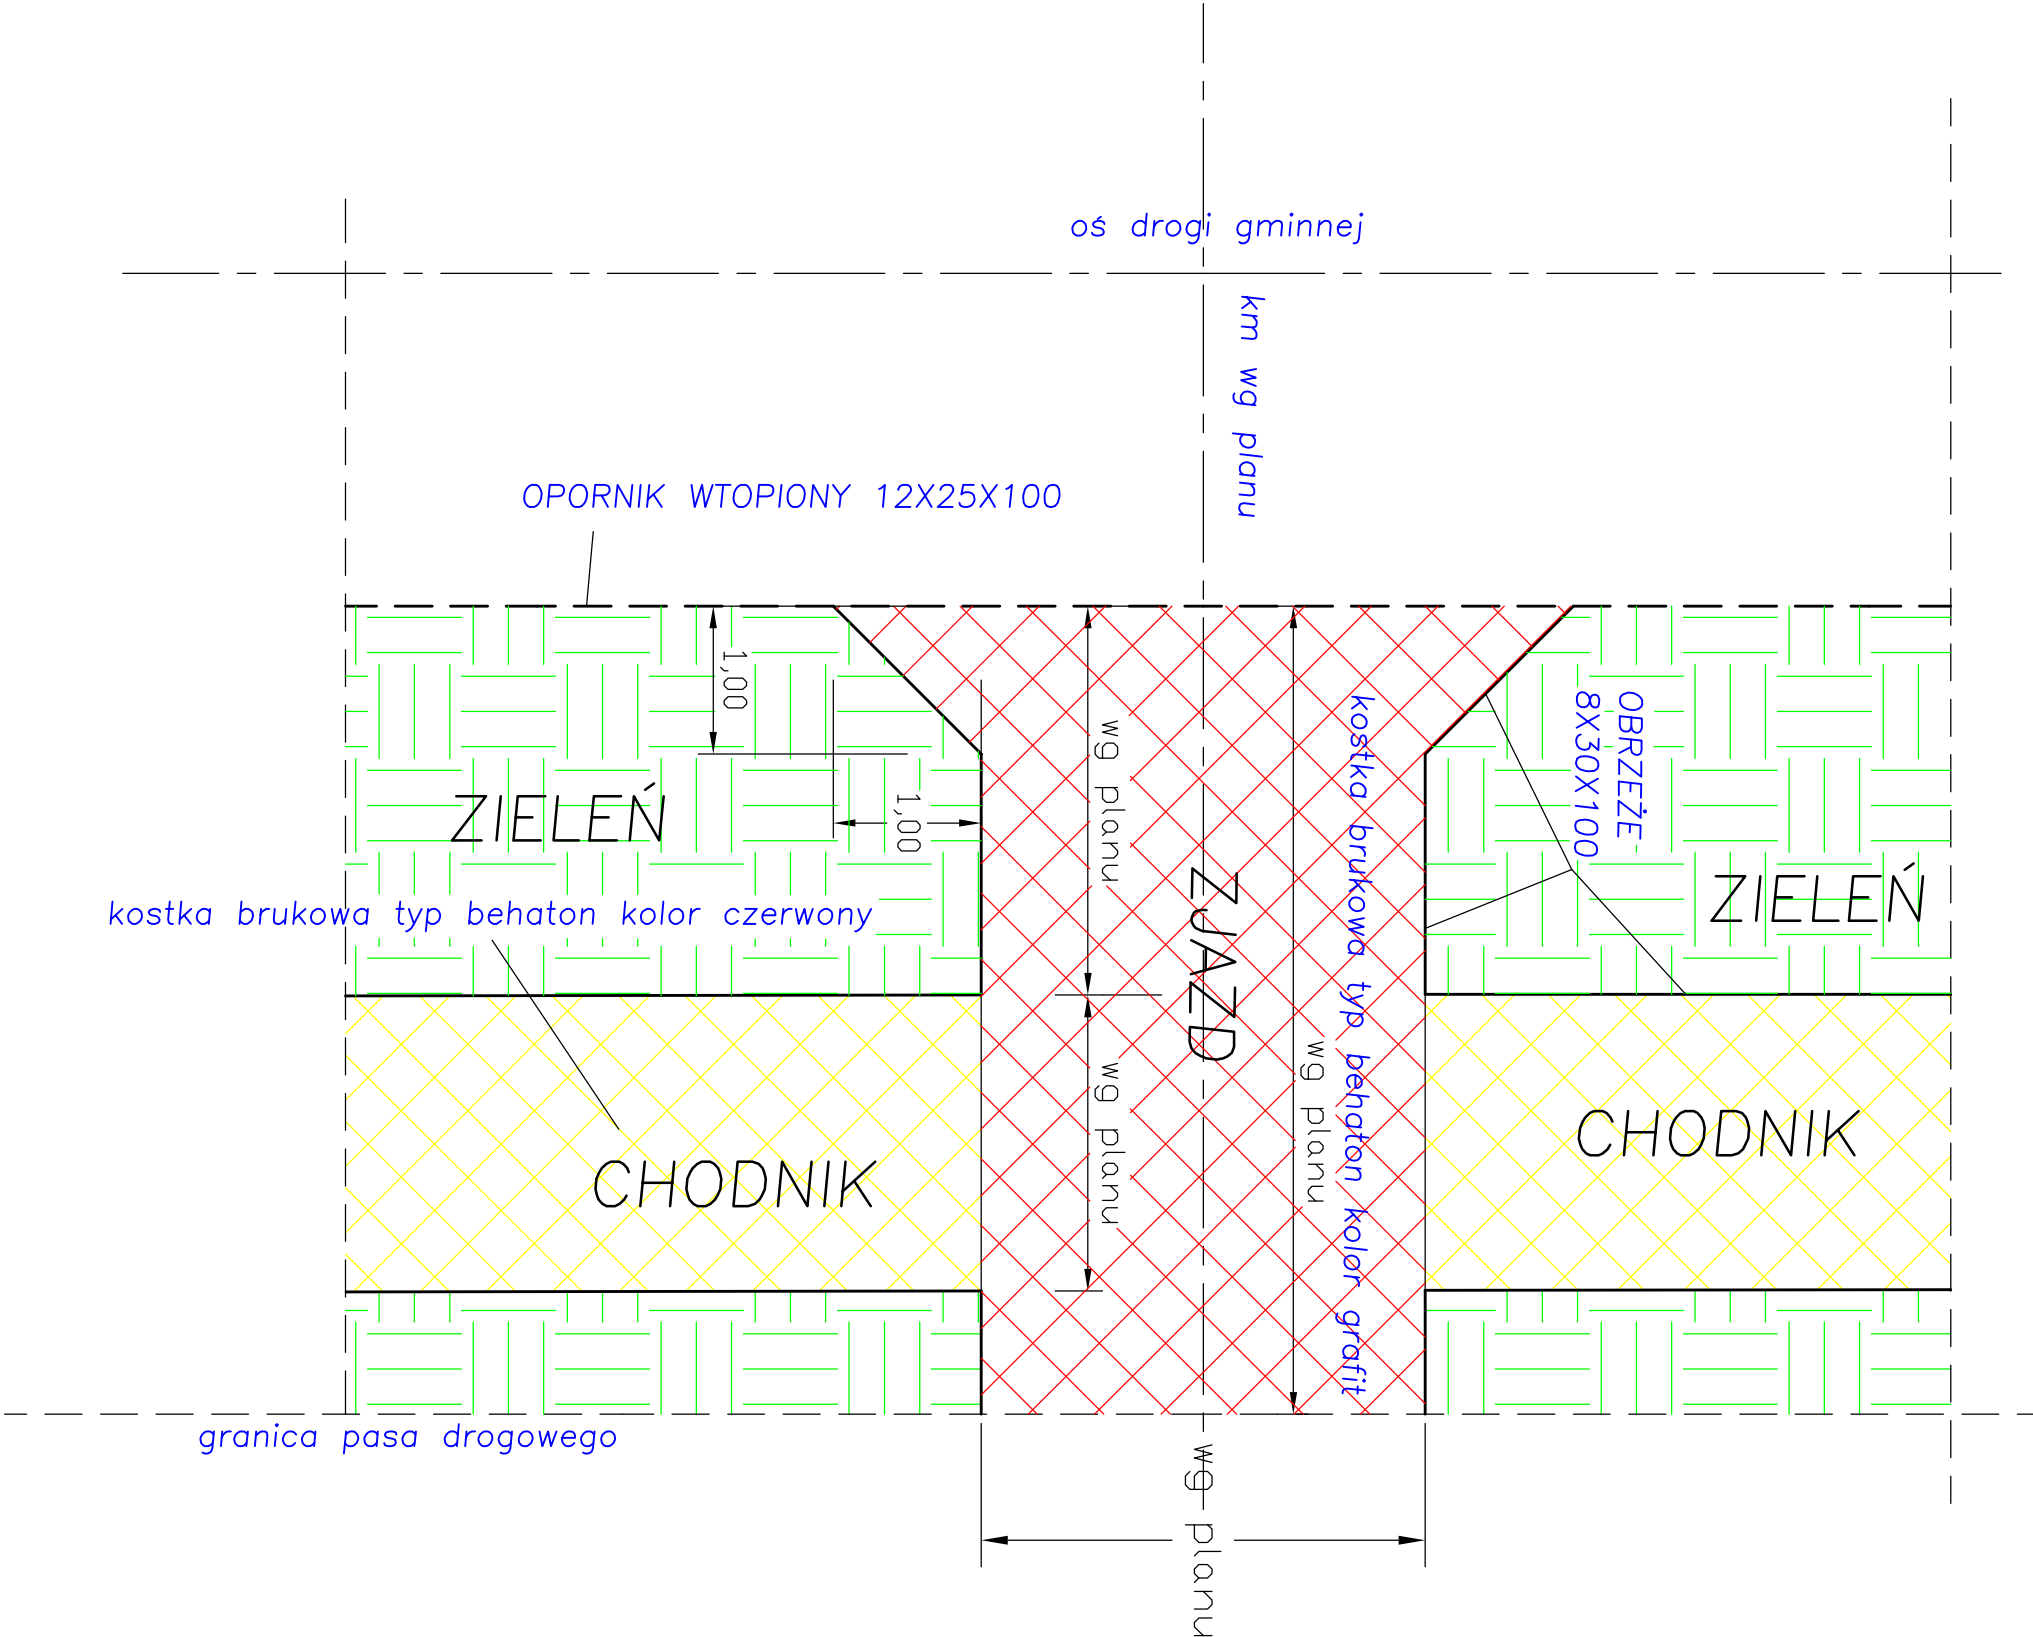 oś drogi gminnej
km wg planu
OPORNIK WTOPIONY 12X25X100
1,00
1,00
wg planu
kostka brukowa typ behaton kolor grafit
OBRZEŻE
8X30X100
ZIELEŃ
ZIELEŃ
ZJAZD
kostka brukowa typ behaton kolor czerwony
wg planu
wg planu
CHODNIK
CHODNIK
granica pasa drogowego
wg planu